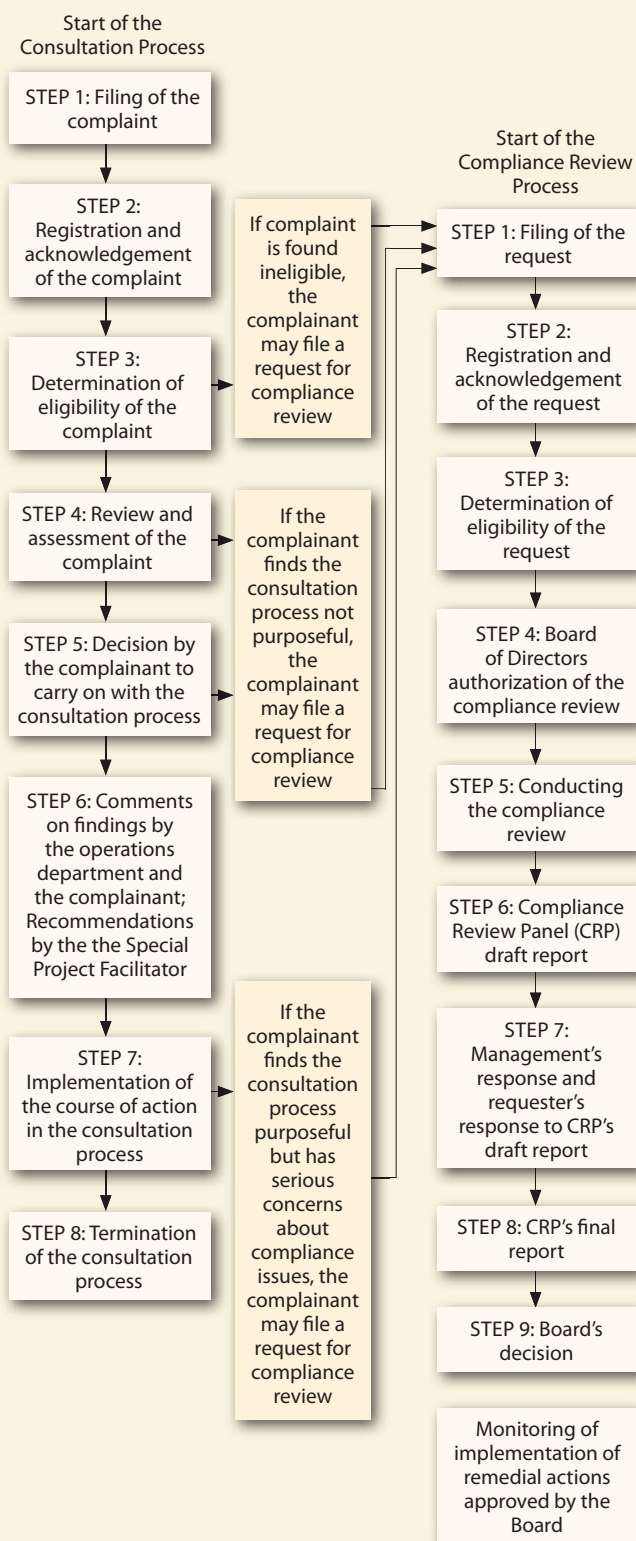 Start of the
Consultation Process
STEP 1: Filing of the
complaint
STEP 2:
Registration and
acknowledgement
of the complaint
STEP 3:
Determination of
eligibility of the
complaint
STEP 4: Review and
assessment of the
complaint
STEP 5: Decision by
the complainant to
carry on with the
consultation process
STEP 6: Comments
on findings by
the operations
department and
the complainant;
Recommendations
by the the Special
Project Facilitator
STEP 7:
Implementation of
the course of action
in the consultation
process
STEP 8: Termination
of the consultation
process
If complaint
is found
ineligible,
the
complainant
may file a
request for
compliance
review
If the
complainant
finds the
consultation
process not
purposeful,
the
complainant
may file a
request for
compliance
review
If the
complainant
finds the
consultation
process
purposeful
but has
serious
concerns
about
compliance
issues, the
complainant
may file a
request for
compliance
review
Start of the
Compliance Review
Process
STEP 1: Filing of the
request
STEP 2:
Registration and
acknowledgement
of the request
STEP 3:
Determination of
eligibility of the
request
STEP 4: Board
of Directors
authorization of the
compliance review
STEP 5: Conducting
the compliance
review
STEP 6: Compliance
Review Panel (CRP)
draft report
STEP 7:
Management’s
response and
requester’s
response to CRP’s
draft report
STEP 8: CRP’s final
report
STEP 9: Board’s
decision
Monitoring of
implementation of
remedial actions
approved by the
Board